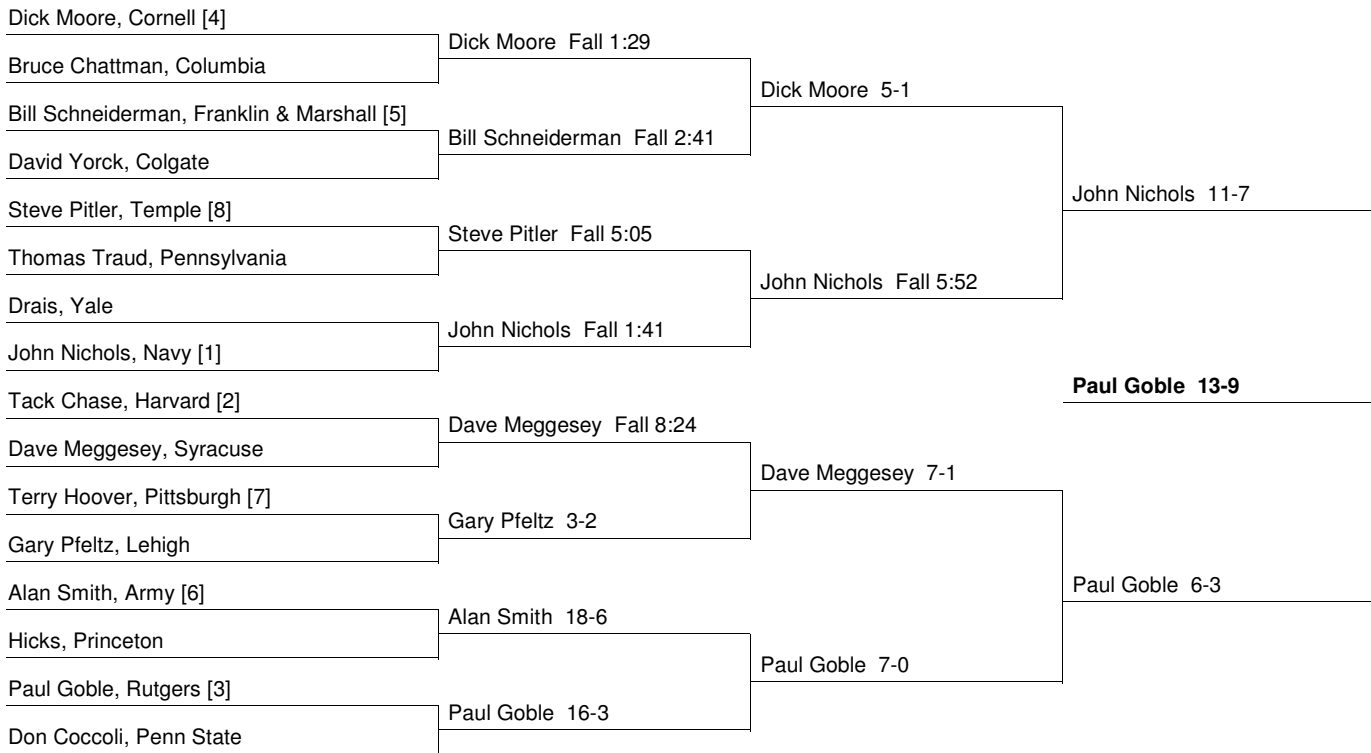 Dick Moore, Cornell [4]
Bruce Chattman, Columbia
Bill Schneiderman, Franklin & Marshall [5]
David Yorck, Colgate
Steve Pitler, Temple [8]
Thomas Traud, Pennsylvania
Drais, Yale
John Nichols, Navy [1]
Tack Chase, Harvard [2]
Dave Meggesey, Syracuse
Terry Hoover, Pittsburgh [7]
Gary Pfeltz, Lehigh
Alan Smith, Army [6]
Hicks, Princeton
Paul Goble, Rutgers [3]
Don Coccoli, Penn State
Dick Moore Fall 1:29
Bill Schneiderman Fall 2:41
Steve Pitler Fall 5:05
John Nichols Fall 1:41
Dave Meggesey Fall 8:24
Gary Pfeltz 3-2
Alan Smith 18-6
Paul Goble 16-3
Dick Moore 5-1
John Nichols Fall 5:52
Dave Meggesey 7-1
Paul Goble 7-0
John Nichols 11-7
Paul Goble 6-3
Paul Goble 13-9